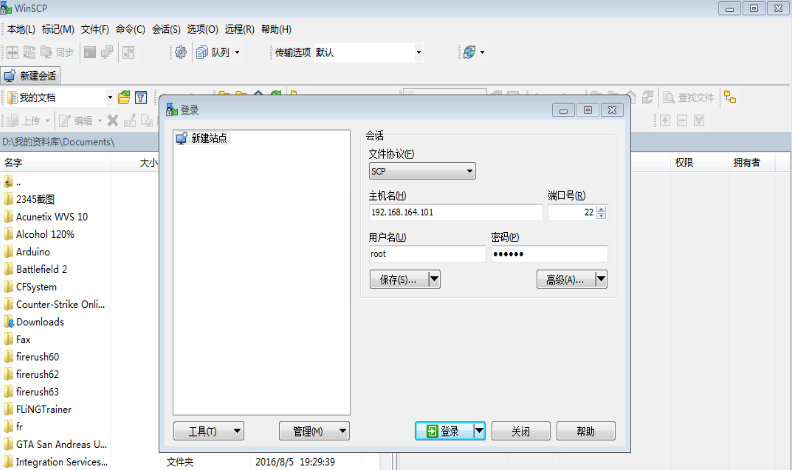 WinSCP
本地(L) 标记(M) 文件(F) 命令(C) 会话(S) 选项(O) 远程(R) 帮助(H)
同步 队列 传输选项 默认
新建会话
我的文档 查找文件
上传 编辑
D:\我的资料库\Documents\
名字 大小 权限 拥有者
..
2345截图
Acunetix WVS 10
Alcohol 120%
Arduino
Battlefield 2
CFSystem
Counter-Strike Onli...
Downloads
Fax
firerush60
firerush62
firerush63
FLiNGTrainer
fr
GTA San Andreas U...
Integration Services... 文件夹 2016/8/5 19:29:39
登录
新建站点
会话
文件协议(F)
SCP
主机名(H) 端口号(R)
192.168.164.101 22
用户名(U) 密码(P)
root ••••••
保存(S)... 高级(A)...
工具(T) 管理(M) 登录 关闭 帮助